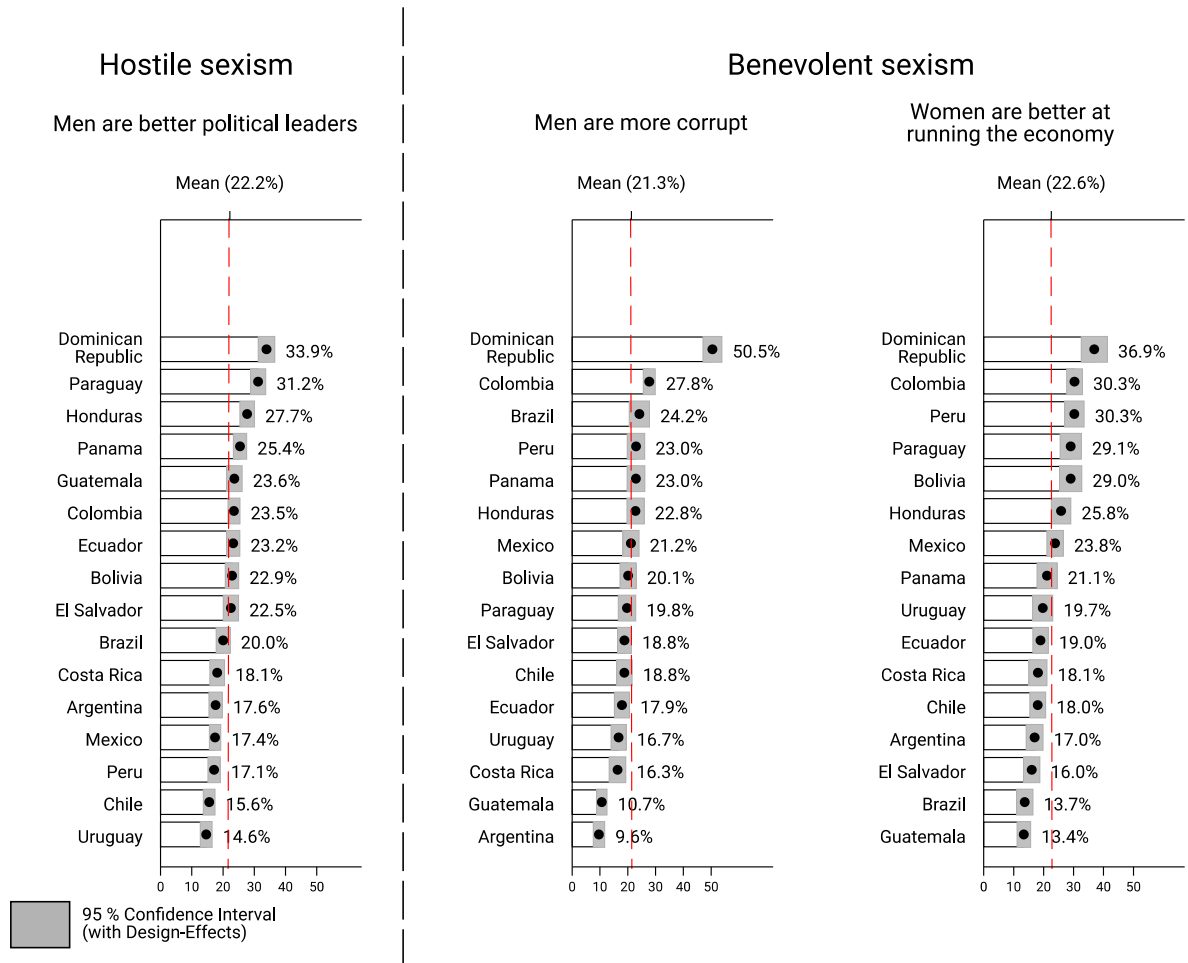 Hostile sexism
Men are better political leaders
Mean (22.2%)
Dominican
Republic
33.9%
Paraguay 31.2%
Honduras 27.7%
Panama 25.4%
Guatemala 23.6%
Colombia 23.5%
Ecuador 23.2%
Bolivia 22.9%
El Salvador 22.5%
Brazil 20.0%
Costa Rica 18.1%
Argentina 17.6%
Mexico 17.4%
Peru 17.1%
Chile 15.6%
Uruguay 14.6%
0 10 20 30 40 50
95 % Confidence Interval
(with Design-Effects)
Benevolent sexism
Men are more corrupt
Mean (21.3%)
Dominican
Republic
50.5%
Colombia 27.8%
Brazil 24.2%
Peru 23.0%
Panama 23.0%
Honduras 22.8%
Mexico 21.2%
Bolivia 20.1%
Paraguay 19.8%
El Salvador 18.8%
Chile 18.8%
Ecuador 17.9%
Uruguay 16.7%
Costa Rica 16.3%
Guatemala 10.7%
Argentina 9.6%
0 10 20 30 40 50
Women are better at
running the economy
Mean (22.6%)
Dominican
Republic
36.9%
Colombia 30.3%
Peru 30.3%
Paraguay 29.1%
Bolivia 29.0%
Honduras 25.8%
Mexico 23.8%
Panama 21.1%
Uruguay 19.7%
Ecuador 19.0%
Costa Rica 18.1%
Chile 18.0%
Argentina 17.0%
El Salvador 16.0%
Brazil 13.7%
Guatemala 13.4%
0 10 20 30 40 50